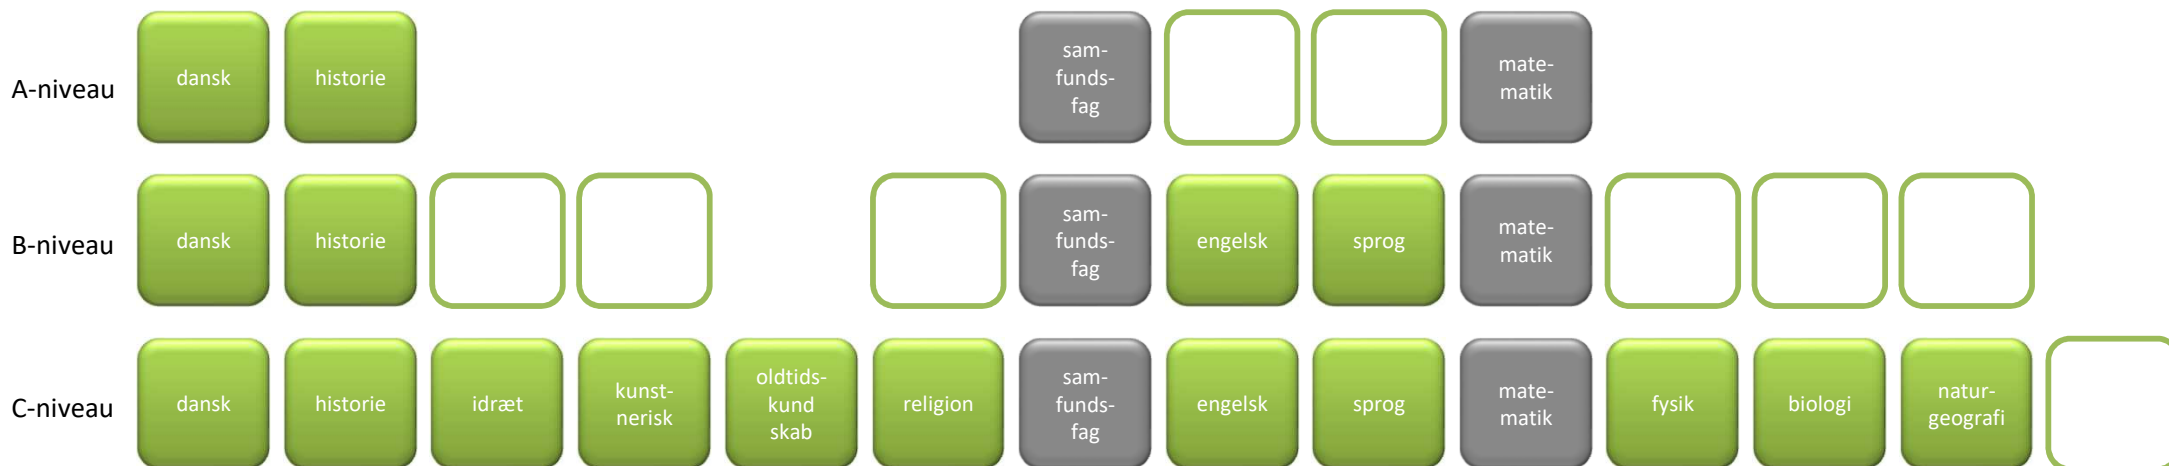 A-niveau
dansk
historie
sam-
funds-
fag
mate-
matik
B-niveau
dansk
historie
sam-
funds-
fag
engelsk
sprog
mate-
matik
C-niveau
dansk
historie
idræt
kunst-
nerisk
oldtids-
kund
skab
religion
sam-
funds-
fag
engelsk
sprog
mate-
matik
fysik
biologi
natur-
geografi